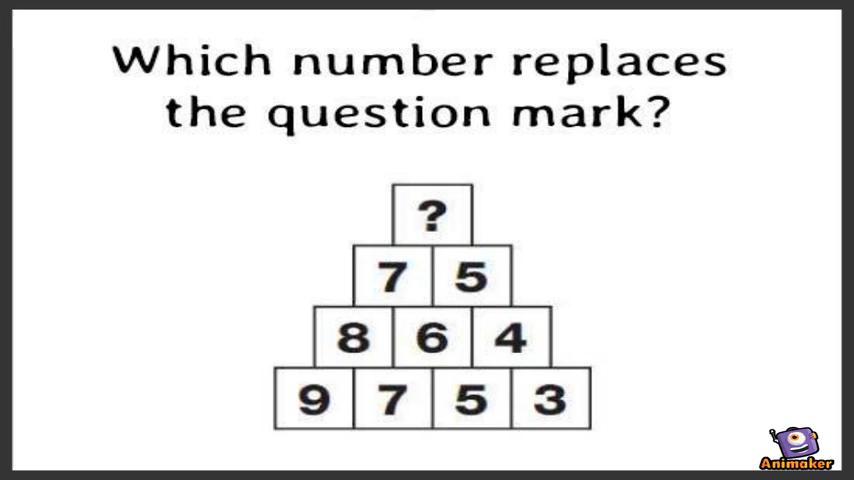 Which number replaces
the question mark?
?
7 5
8 6 4
9 7 5 3
Animaker